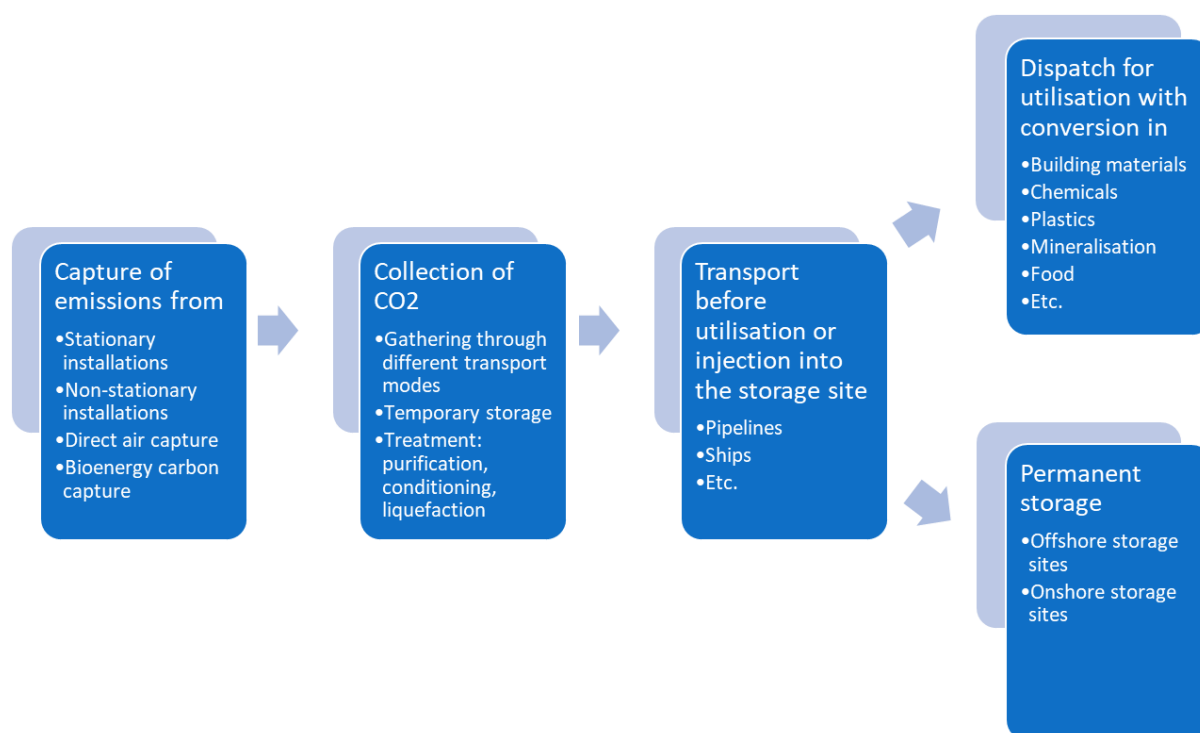 Capture of
emissions from
•Stationary
installations
•Non-stationary
installations
•Direct air capture
•Bioenergy carbon
capture
Collection of
CO2
•Gathering through
different transport
modes
•Temporary storage
•Treatment:
purification,
conditioning,
liquefaction
Transport
before
utilisation or
injection into
the storage site
•Pipelines
•Ships
•Etc.
Dispatch for
utilisation with
conversion in
•Building materials
•Chemicals
•Plastics
•Mineralisation
•Food
•Etc.
Permanent
storage
•Offshore storage
sites
•Onshore storage
sites